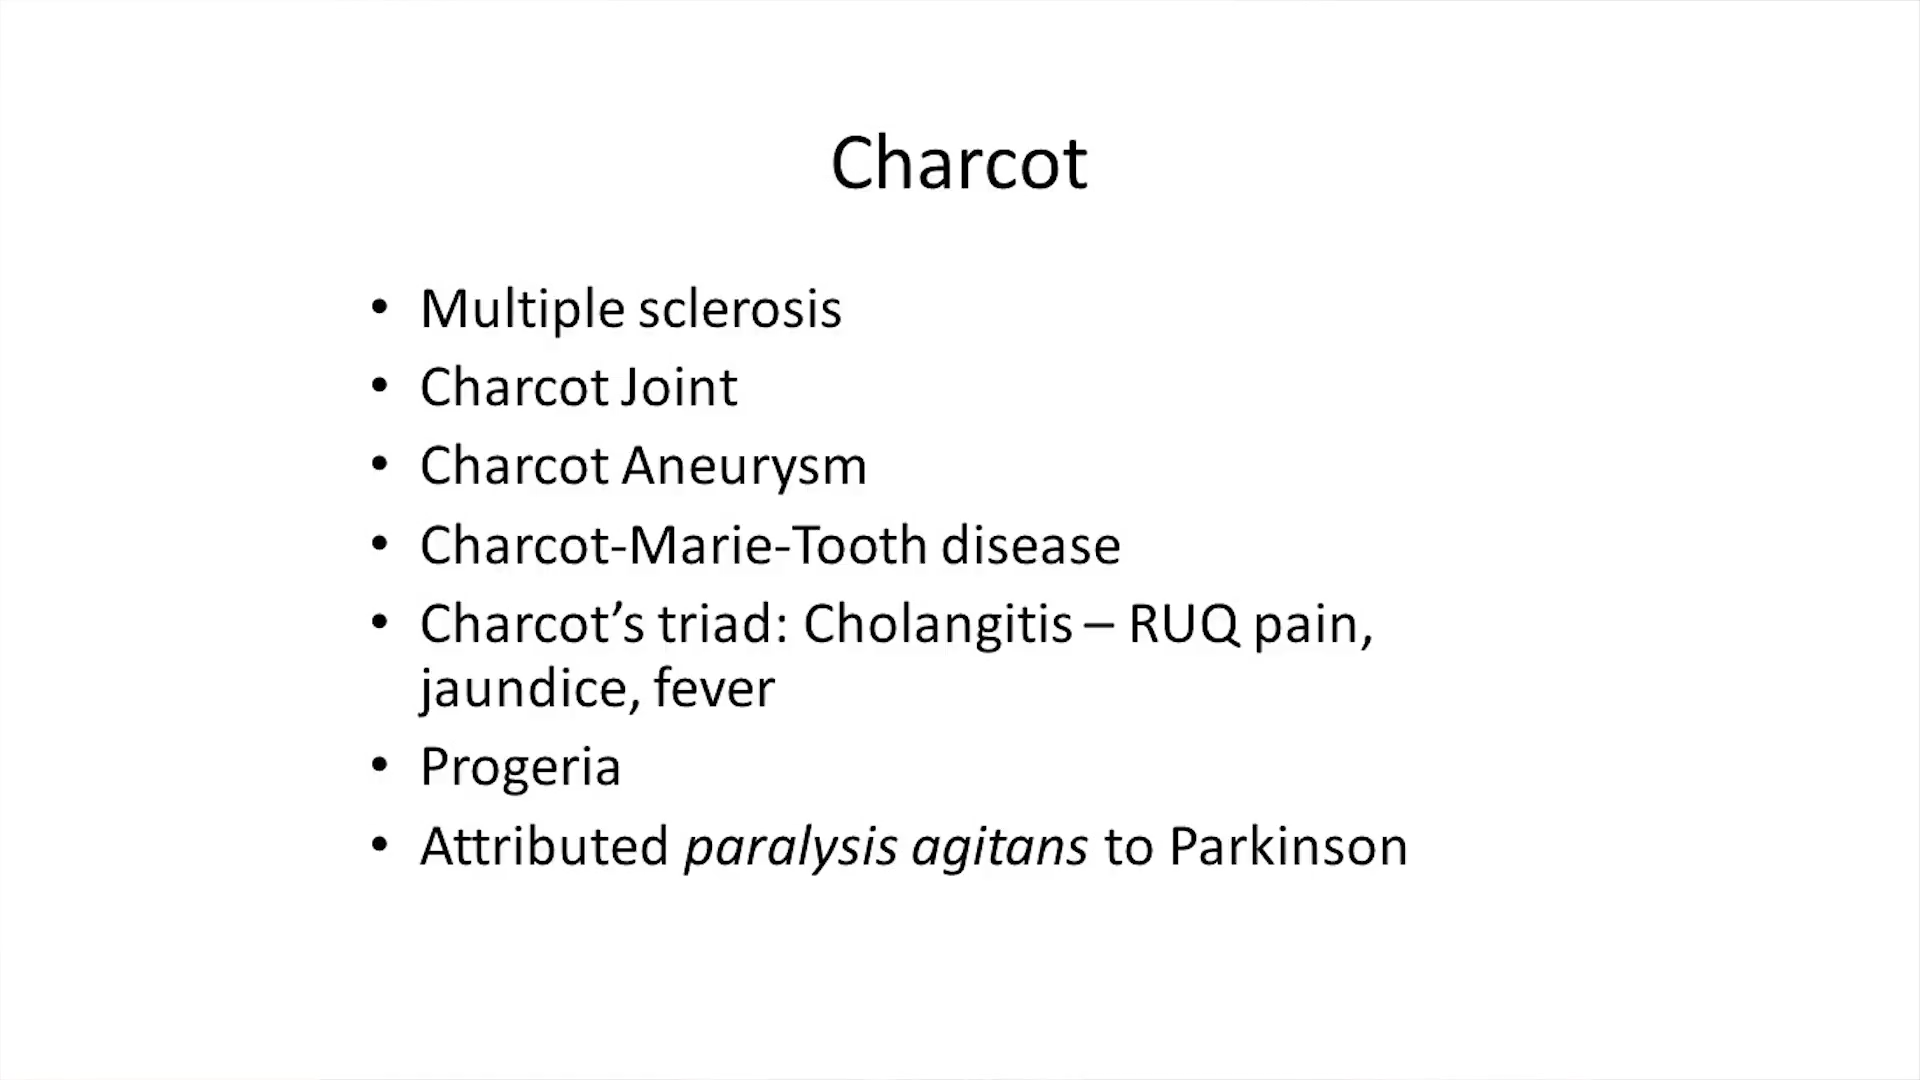 Charcot
• Multiple sclerosis
• Charcot Joint
• Charcot Aneurysm
• Charcot-Marie-Tooth disease
• Charcot’s triad: Cholangitis – RUQ pain,
jaundice, fever
• Progeria
• Attributed paralysis agitans to Parkinson